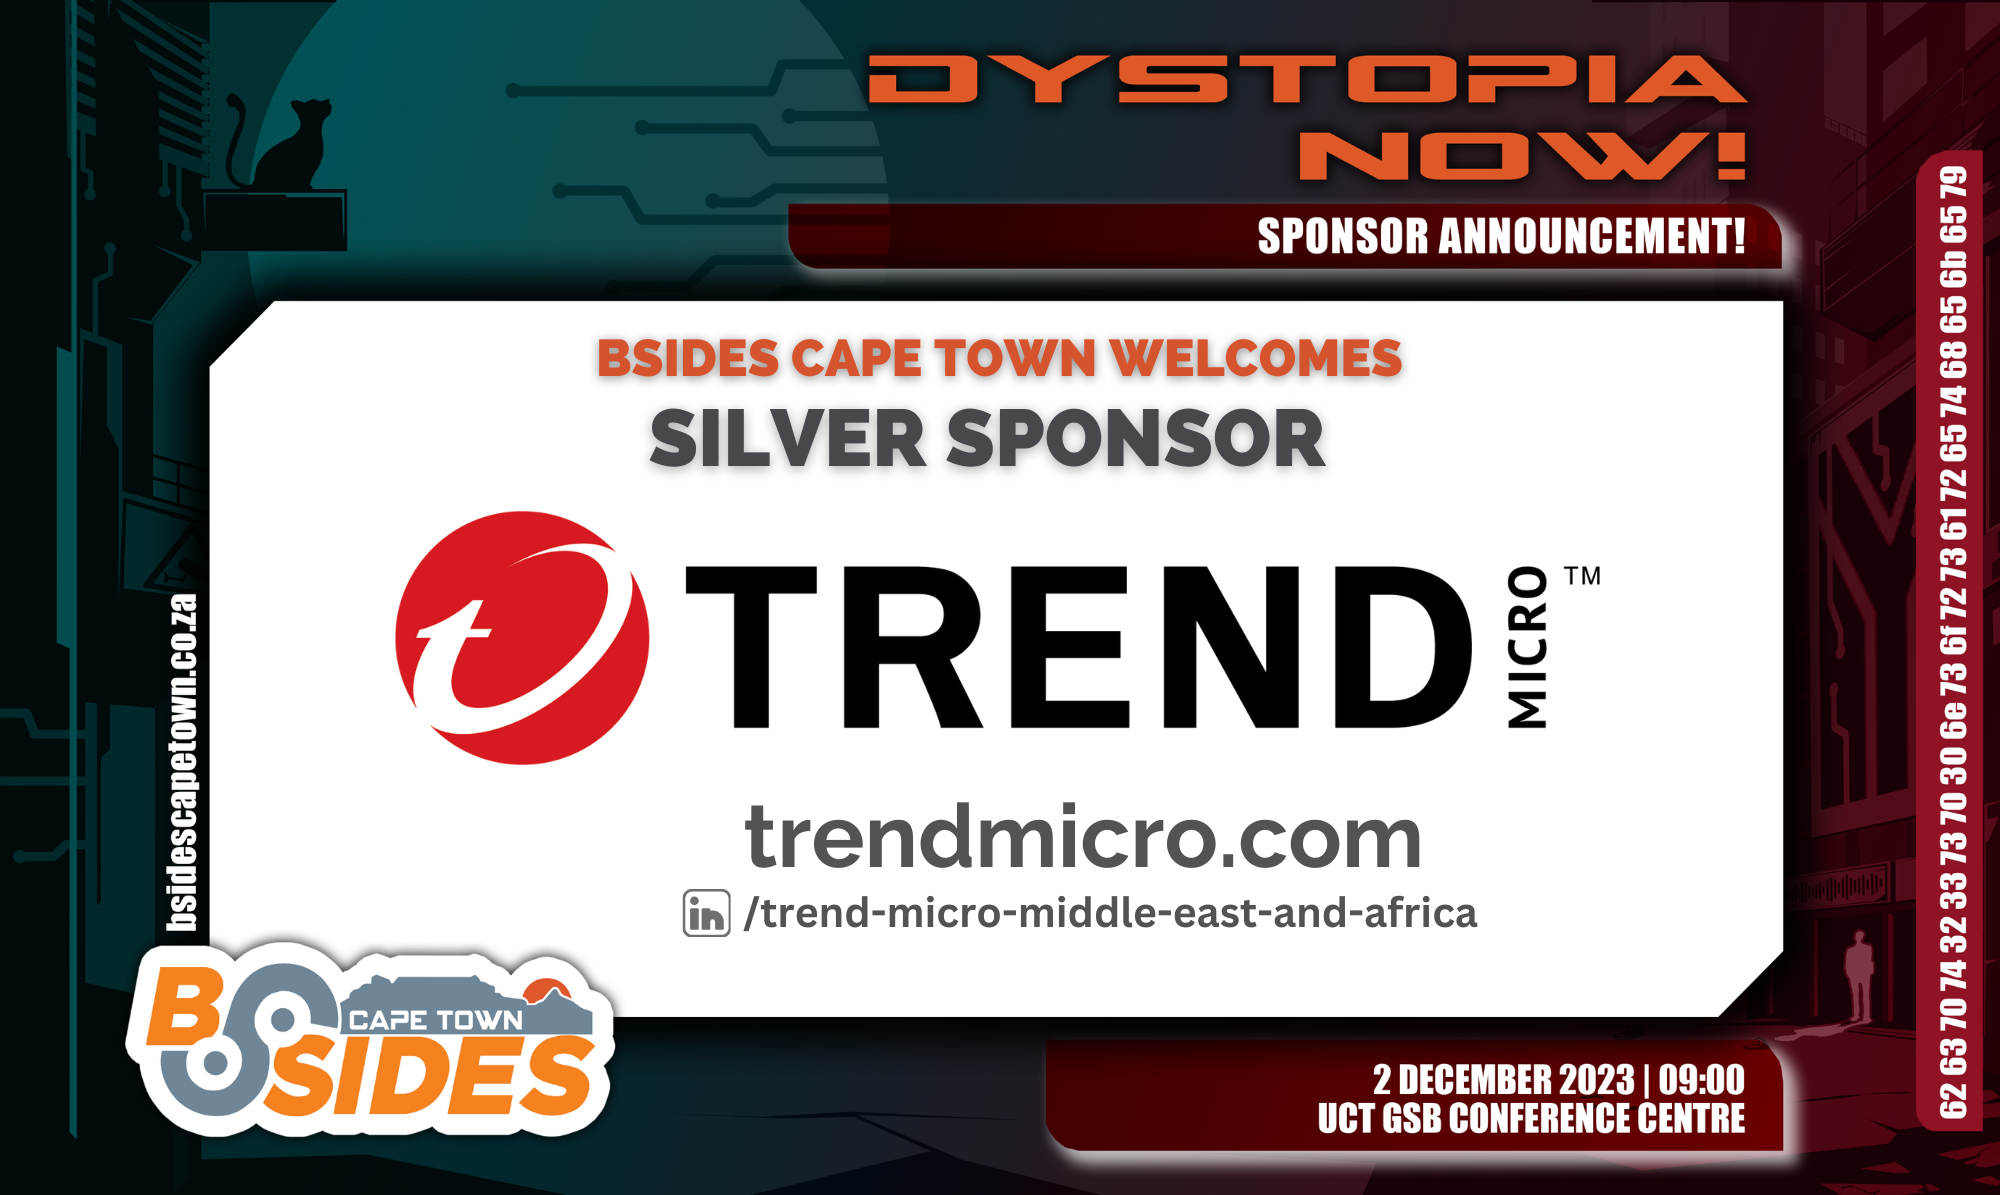 DYSTOPIA
NOW!
SPONSOR ANNOUNCEMENT!
BSIDES CAPE TOWN WELCOMES
SILVER SPONSOR
t TREND MICRO ™
trendmicro.com
in /trend-micro-middle-east-and-africa
bsidescapetown.co.za
B CAPE TOWN
SIDES
2 DECEMBER 2023 | 09:00
UCT GSB CONFERENCE CENTRE
62 63 70 74 32 33 73 70 30 6e 73 6f 72 73 61 72 65 74 68 65 6b 65 79